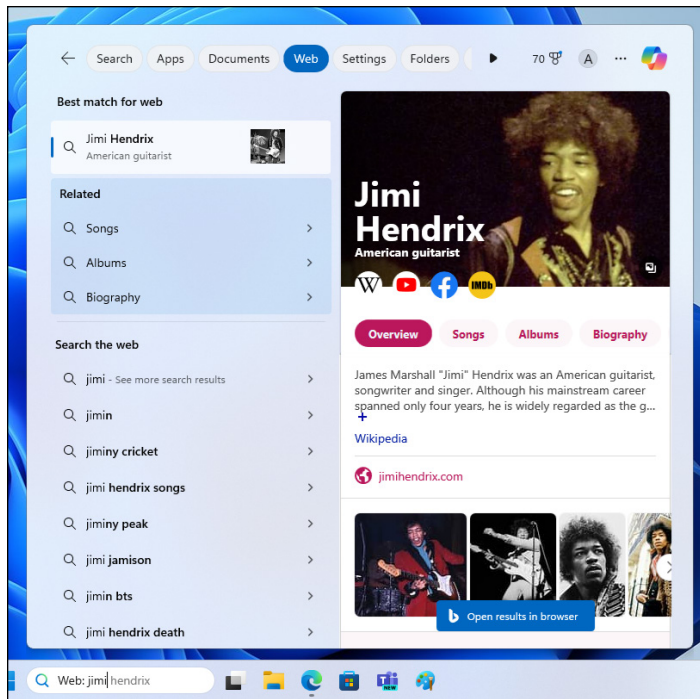 Search Apps Documents Web Settings Folders 70 A ...
Best match for web
Jimi Hendrix
American guitarist
Related
Songs
Albums
Biography
Search the web
jimi - See more search results
jimin
jiminy cricket
jimi hendrix songs
jiminy peak
jimi jamison
jimin bts
jimi hendrix death
Jimi
Hendrix
American guitarist
W IMDb
Overview Songs Albums Biography
James Marshall "Jimi" Hendrix was an American guitarist,
songwriter and singer. Although his mainstream career
spanned only four years, he is widely regarded as the g...
Wikipedia
jimihendrix.com
Open results in browser
Web: jimi hendrix
NEW